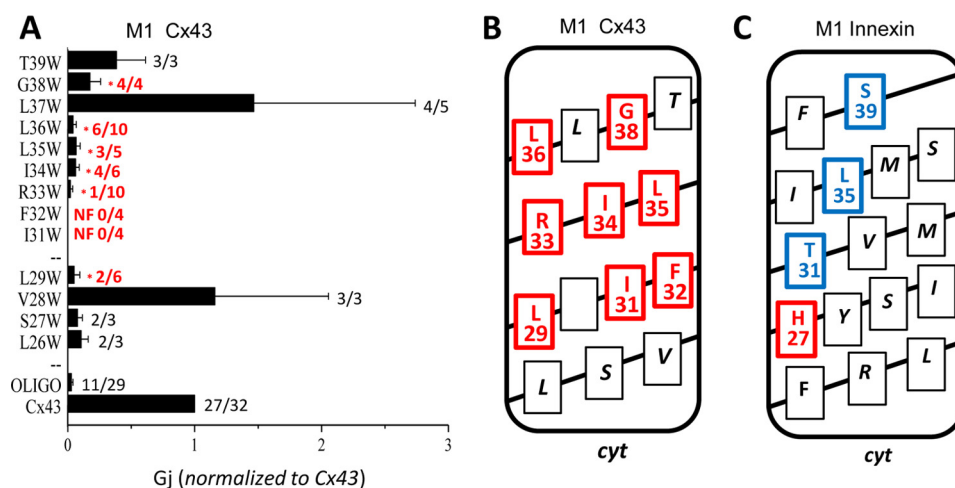 A
M1 Cx43
T39W 3/3
G38W * 4/4
L37W 4/5
L36W * 6/10
L35W * 3/5
I34W * 4/6
R33W * 1/10
F32W NF 0/4
I31W NF 0/4
--
L29W * 2/6
V28W 3/3
S27W 2/3
L26W 2/3
--
OLIGO 11/29
Cx43 27/32
0 1 2 3
Gj (normalized to Cx43)
B
M1 Cx43
L 36 L G 38 T
R 33 I 34 L 35
L 29 I 31 F 32
L S V
cyt
C
M1 Innexin
F S 39
I L 35 M S
T 31 V M
H 27 Y S I
F R L
cyt